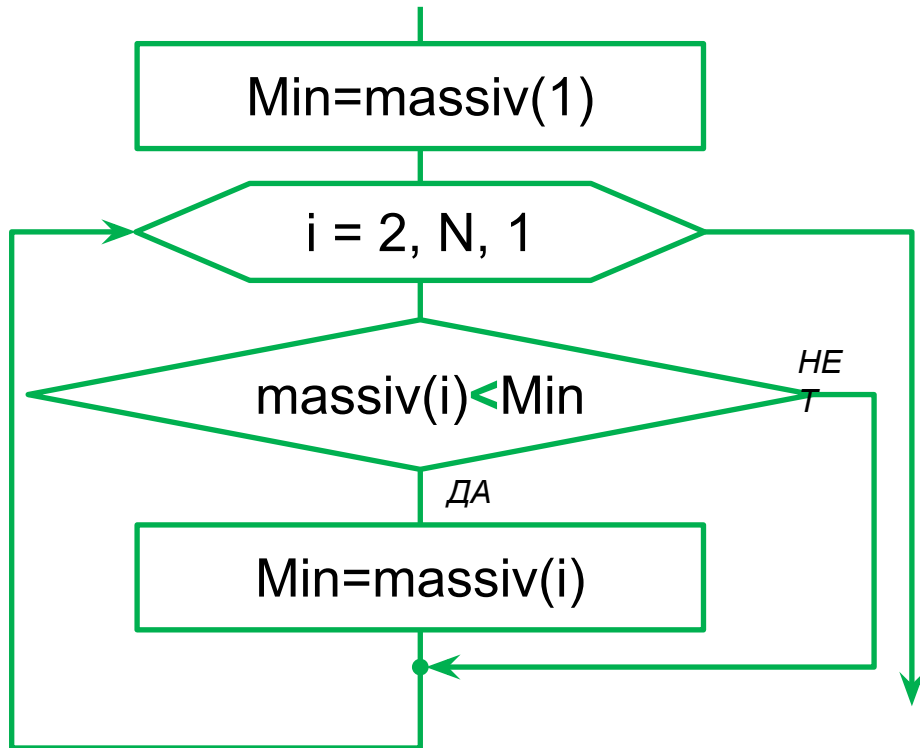 Min=massiv(1)
i = 2, N, 1
massiv(i)<Min
НЕ
Т
ДА
Min=massiv(i)